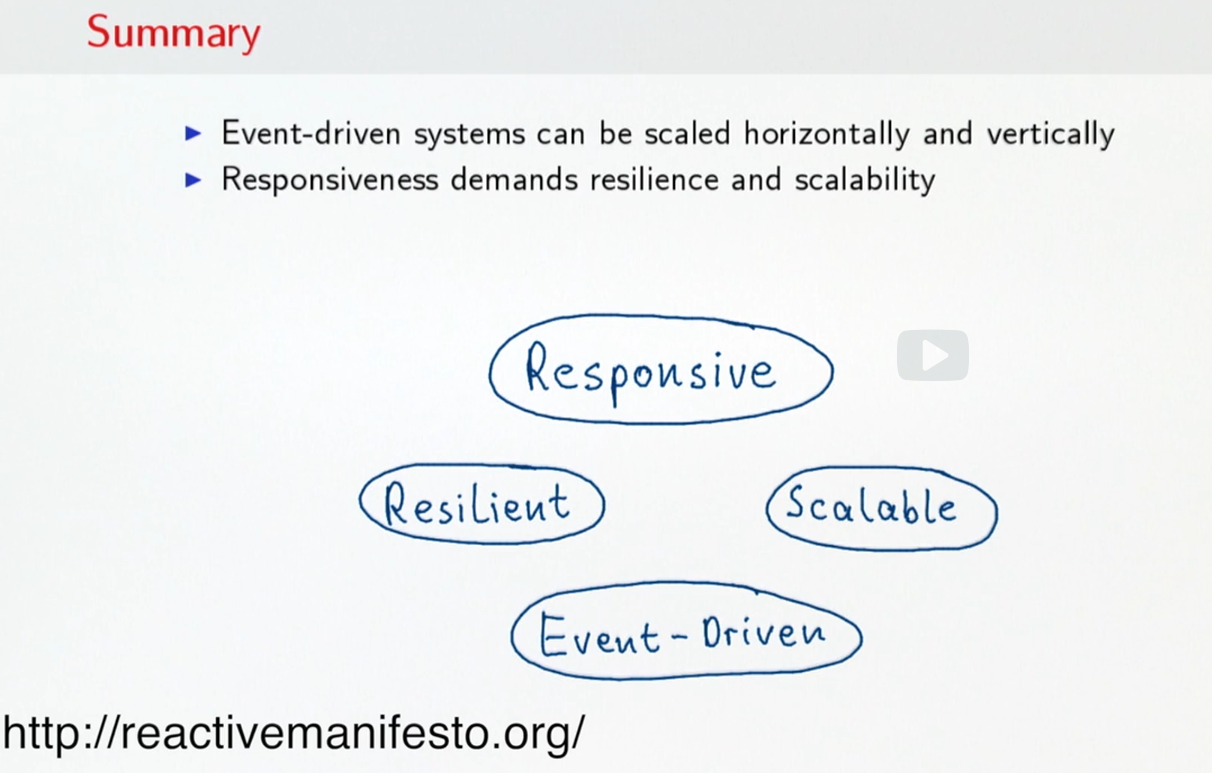 Summary
Event-driven systems can be scaled horizontally and vertically
Responsiveness demands resilience and scalability
Responsive
Resilient
Scalable
Event-Driven
http://reactivemanifesto.org/